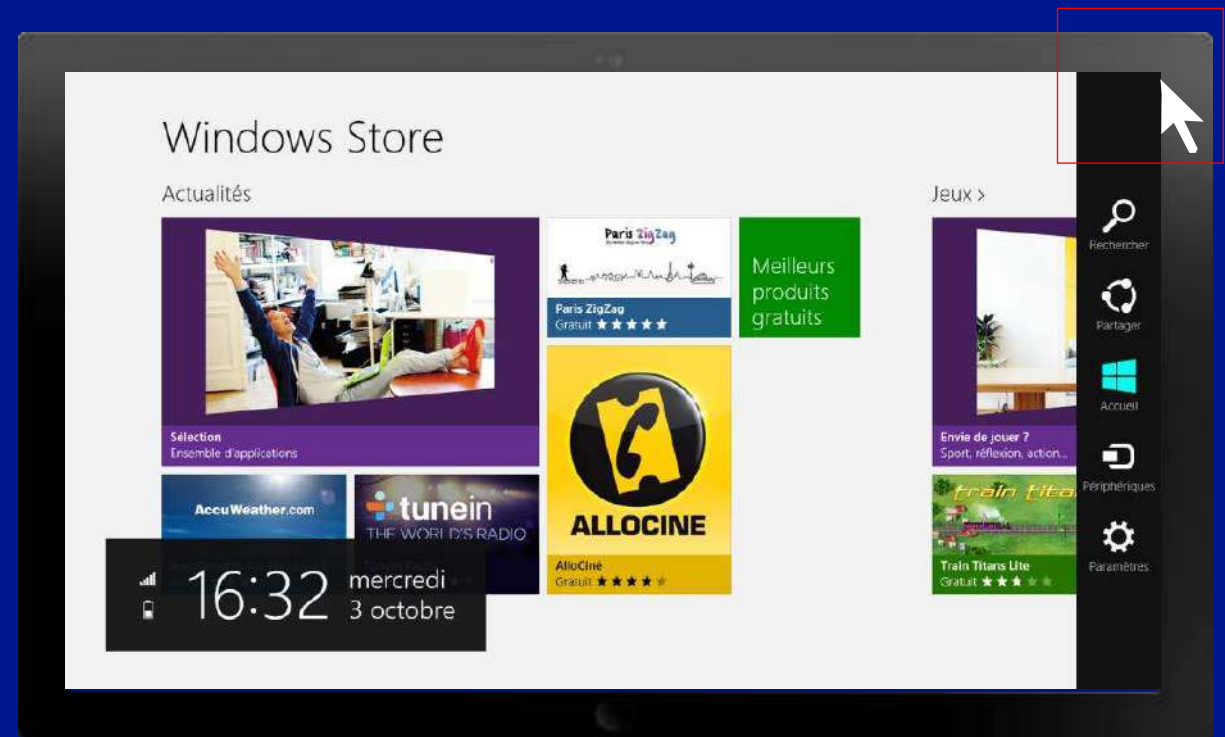 Windows Store
Actualités
Jeux >
Paris ZigZag
Paris ZigZag
Gratuit
Meilleurs
produits
gratuits
Sélection
Ensemble d'applications
AccuWeather.com
tunein
THE WORLD'S RADIO
ALLOCINE
AlloCiné
Gratuit
Envie de jouer ?
Sport, réflexion, action...
Train Titans Lite
Gratuit
16:32
mercredi
3 octobre
Rechercher
Partager
Accueil
Périphériques
Paramètres